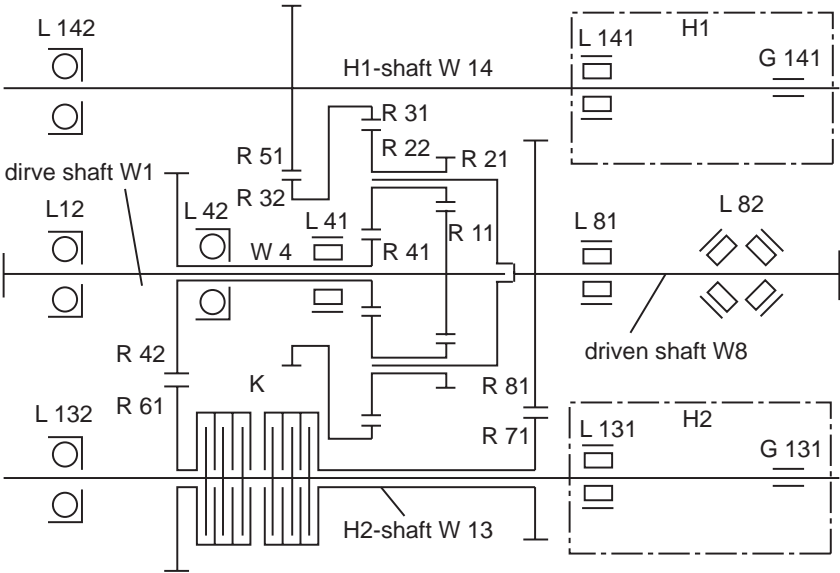 L 142
H1-shaft W 14
L 141
H1
G 141
R 31
R 22
R 51
R 21
dirve shaft W1
R 32
L12
L 42
L 41
W 4
R 41
R 11
L 81
L 82
R 42
K
R 61
R 81
driven shaft W8
L 132
R 71
L 131
H2
G 131
H2-shaft W 13